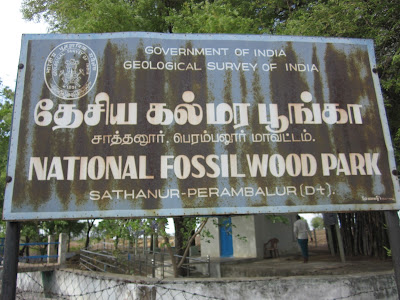 GOVERNMENT OF INDIA
GEOLOGICAL SURVEY OF INDIA
தேசிய கல்மர பூங்கா
சாத்தனூர், பெரம்பலூர் மாவட்டம்.
NATIONAL FOSSIL WOOD PARK
SATHANUR-PERAMBALUR (Dt).